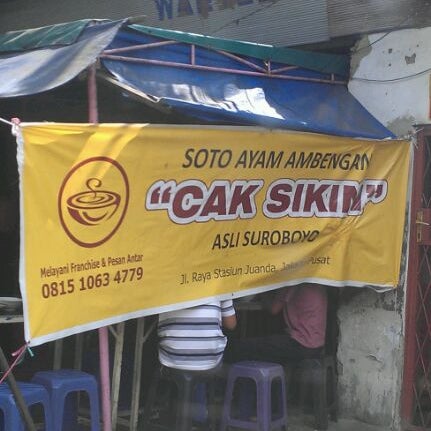 SOTO AYAM AMBENGAN
"CAK SIKIM"
ASLI SUROBOYO
Melayani Franchise & Pesan Antar
0815 1063 4779
Jl. Raya Stasiun Juanda, Jakarta Pusat